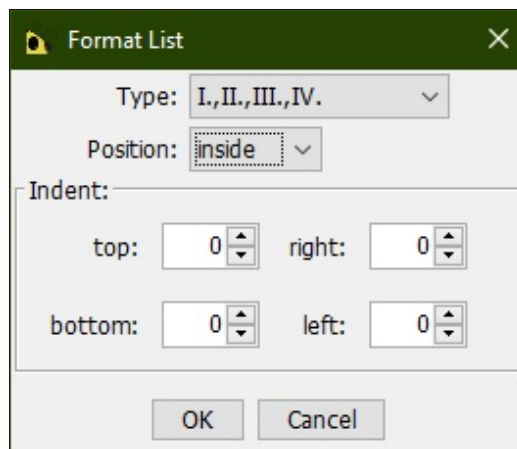 Format List
Type: I.,II.,III.,IV.
Position: inside
Indent:
top: 0 right: 0
bottom: 0 left: 0
OK Cancel